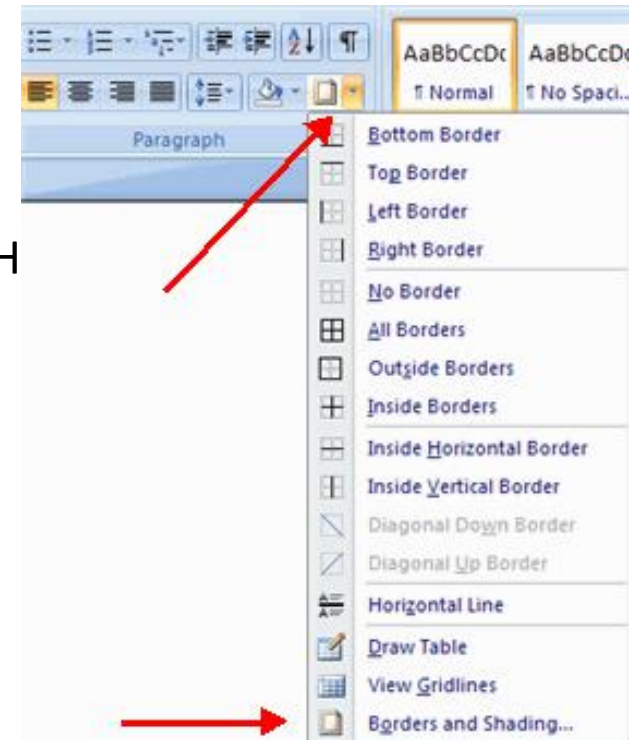 AaBbCcDc AaBbCcDc
¶ Normal ¶ No Spaci...
Paragraph
Bottom Border
Top Border
Left Border
Right Border
No Border
All Borders
Outside Borders
Inside Borders
Inside Horizontal Border
Inside Vertical Border
Diagonal Down Border
Diagonal Up Border
Horizontal Line
Draw Table
View Gridlines
Borders and Shading...